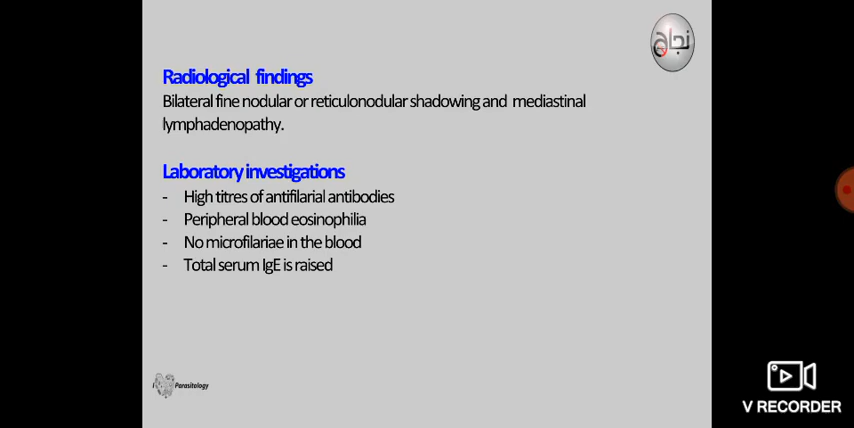 نجاح
Radiological findings
Bilateral fine nodular or reticulonodular shadowing and mediastinal
lymphadenopathy.
Laboratory investigations
- High titres of antifilarial antibodies
- Peripheral blood eosinophilia
- No microfilariae in the blood
- Total serum IgE is raised
I Parasitology
V RECORDER